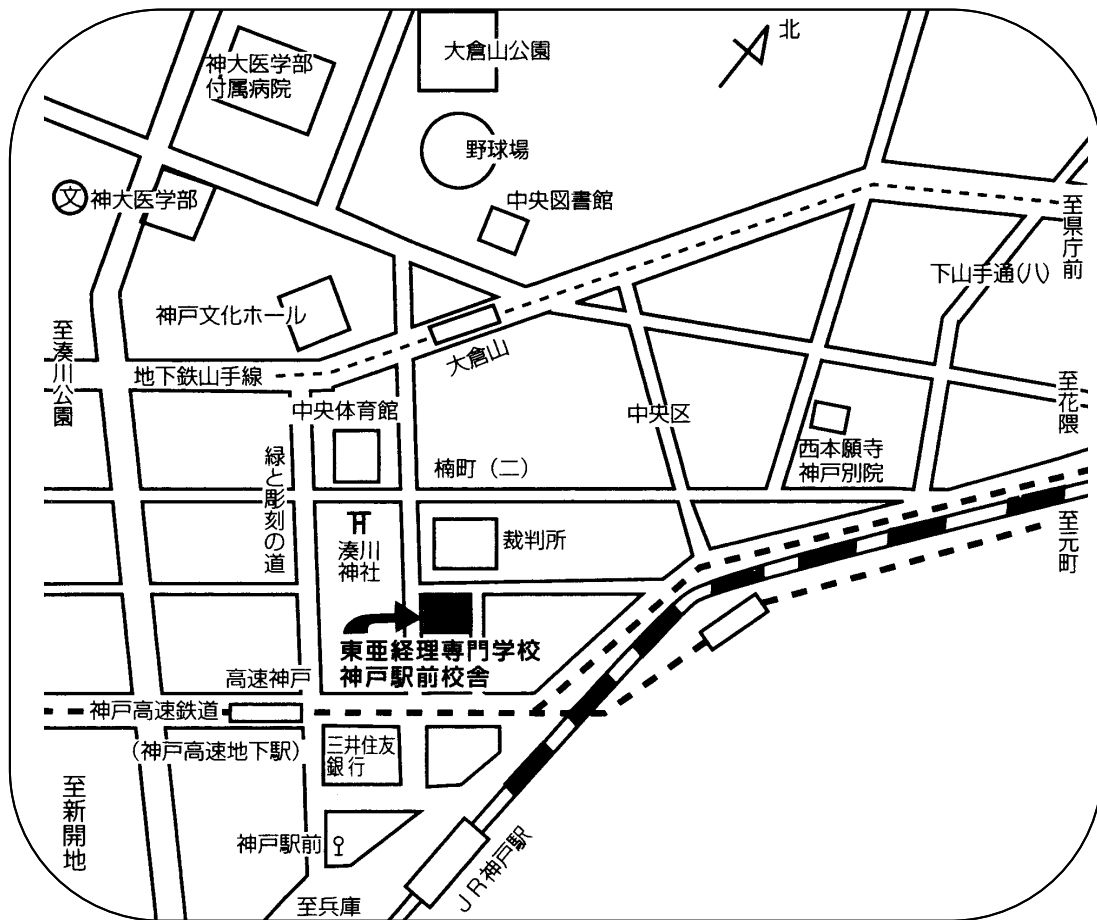 北
大倉山公園
神大医学部
付属病院
野球場
文
神大医学部
中央図書館
至県庁前
下山手通(八)
神戸文化ホール
至湊川公園
大倉山
地下鉄山手線
至花隈
中央体育館
中央区
西本願寺
神戸別院
緑と彫刻の道
楠町（二）
至元町
湊川
神社
裁判所
東亜経理専門学校
神戸駅前校舎
高速神戸
神戸高速鉄道
(神戸高速地下駅)
三井住友
銀行
至新開地
神戸駅前
JR神戸駅
至兵庫